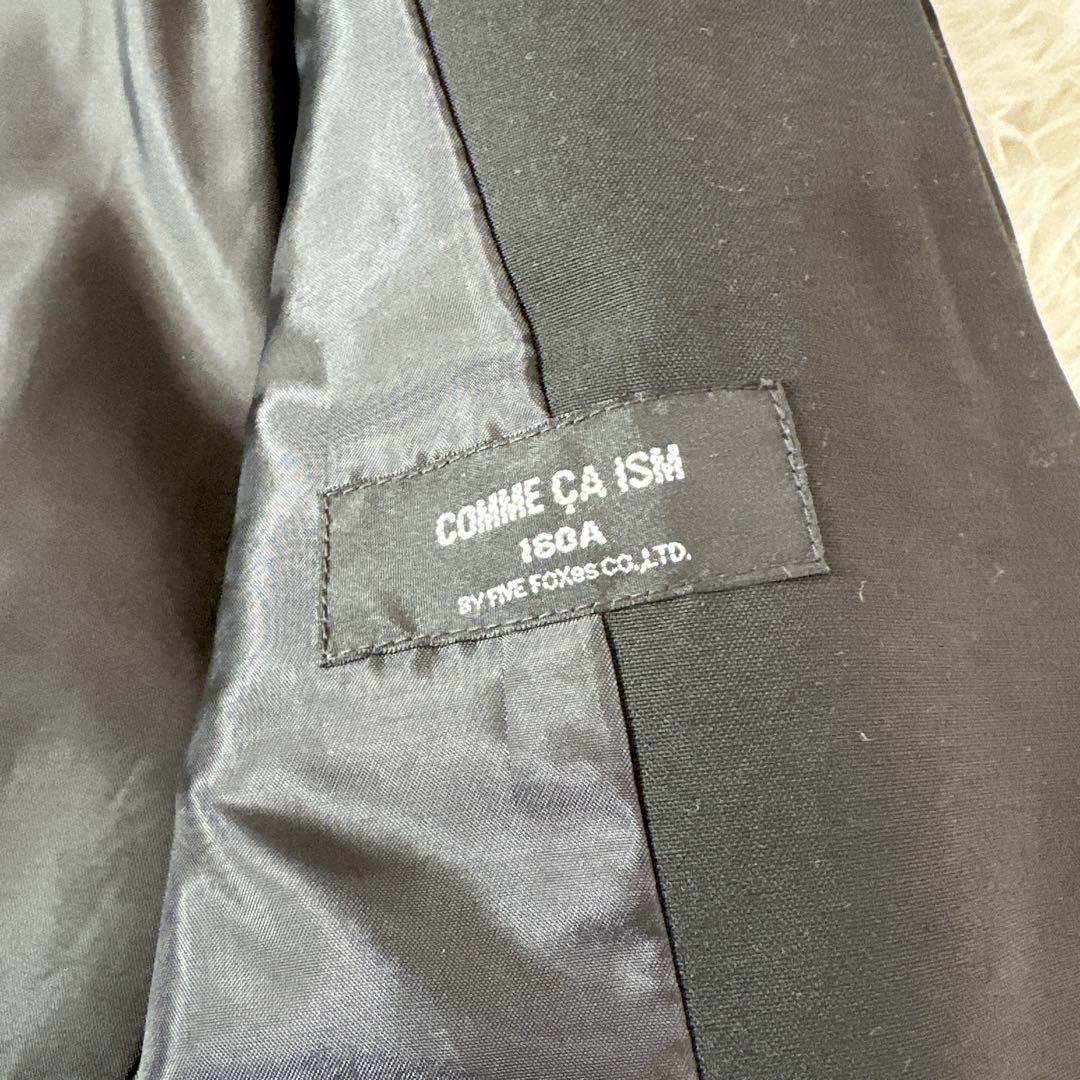 COMME ÇA ISM
160A
BY FIVE FOXes CO.,LTD.